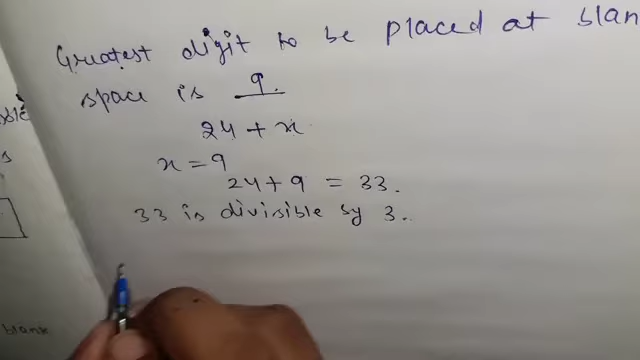 Greatest digit to be placed at blan
space is 9.
24 + x
x = 9
24 + 9 = 33.
33 is divisible by 3.
blank